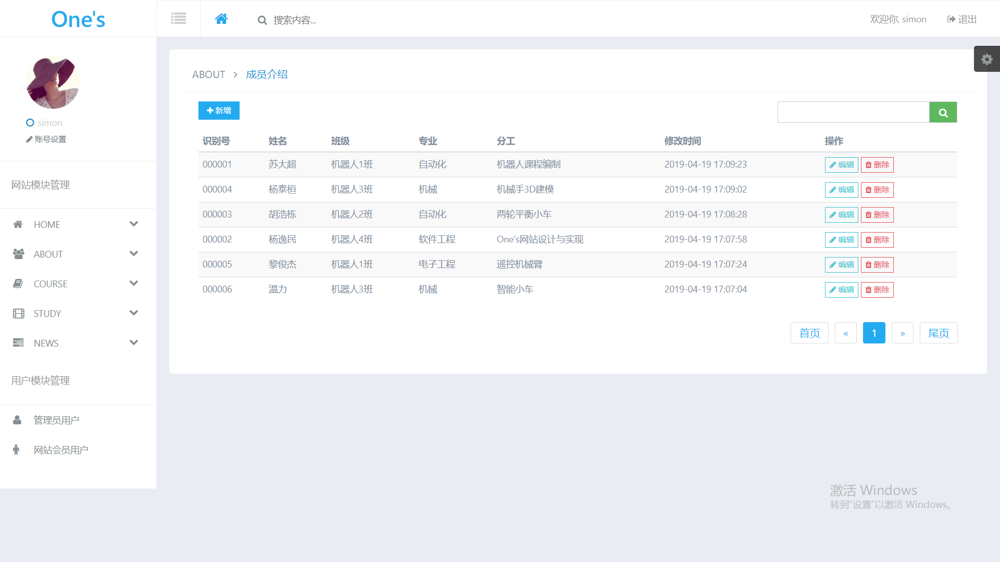 One's
搜索内容...
欢迎你, simon
退出
simon
账号设置
网站模块管理
HOME
ABOUT
COURSE
STUDY
NEWS
用户模块管理
管理员用户
网站会员用户
ABOUT > 成员介绍
新增
识别号 姓名 班级 专业 分工 修改时间 操作
000001 苏大超 机器人1班 自动化 机器人课程编制 2019-04-19 17:09:23 编辑 删除
000004 杨泰桓 机器人3班 机械 机械手3D建模 2019-04-19 17:09:02 编辑 删除
000003 胡浩栋 机器人2班 自动化 两轮平衡小车 2019-04-19 17:08:28 编辑 删除
000002 杨逸民 机器人4班 软件工程 One‘s网站设计与实现 2019-04-19 17:07:58 编辑 删除
000005 黎俊杰 机器人1班 电子工程 遥控机械臂 2019-04-19 17:07:24 编辑 删除
000006 温力 机器人3班 机械 智能小车 2019-04-19 17:07:04 编辑 删除
首页 « 1 » 尾页
激活 Windows
转到"设置"以激活 Windows。